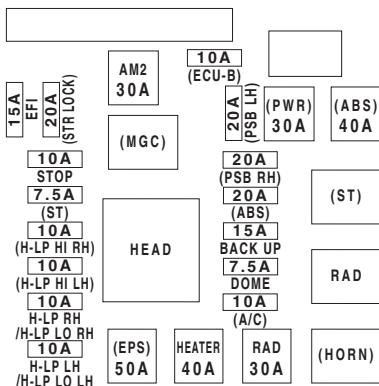 10A
(ECU-B)
AM2
30A
15A
EFI
20A
(STR LOCK)
20A
(PSB LH)
(PWR)
30A
(ABS)
40A
(MGC)
10A
STOP
7.5A
(ST)
10A
(H-LP HI RH)
10A
(H-LP HI LH)
10A
H-LP RH
/H-LP LO RH
10A
H-LP LH
/H-LP LO LH
HEAD
20A
(PSB RH)
20A
(ABS)
15A
BACK UP
7.5A
DOME
10A
(A/C)
(ST)
RAD
(EPS)
50A
HEATER
40A
RAD
30A
(HORN)